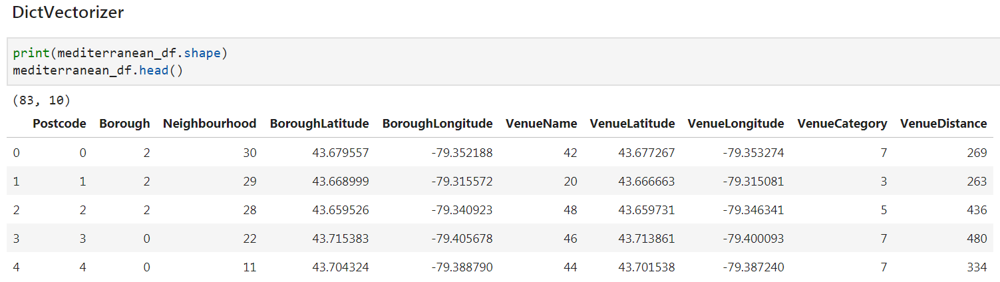 DictVectorizer
print(mediterranean_df.shape)
mediterranean_df.head()
(83, 10)
Postcode Borough Neighbourhood BoroughLatitude BoroughLongitude VenueName VenueLatitude VenueLongitude VenueCategory VenueDistance
0 0 2 30 43.679557 -79.352188 42 43.677267 -79.353274 7 269
1 1 2 29 43.668999 -79.315572 20 43.666663 -79.315081 3 263
2 2 2 28 43.659526 -79.340923 48 43.659731 -79.346341 5 436
3 3 0 22 43.715383 -79.405678 46 43.713861 -79.400093 7 480
4 4 0 11 43.704324 -79.388790 44 43.701538 -79.387240 7 334